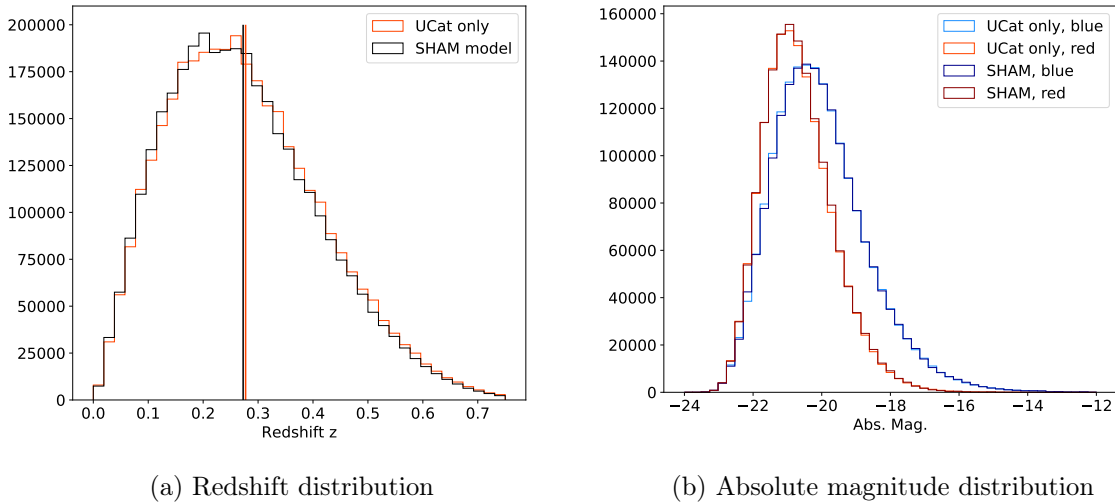 200000
175000
150000
125000
100000
75000
50000
25000
0
0.0 0.1 0.2 0.3 0.4 0.5 0.6 0.7
Redshift z
UCat only
SHAM model
(a) Redshift distribution
160000
140000
120000
100000
80000
60000
40000
20000
0
−24 −22 −20 −18 −16 −14 −12
Abs. Mag.
UCat only, blue
UCat only, red
SHAM, blue
SHAM, red
(b) Absolute magnitude distribution